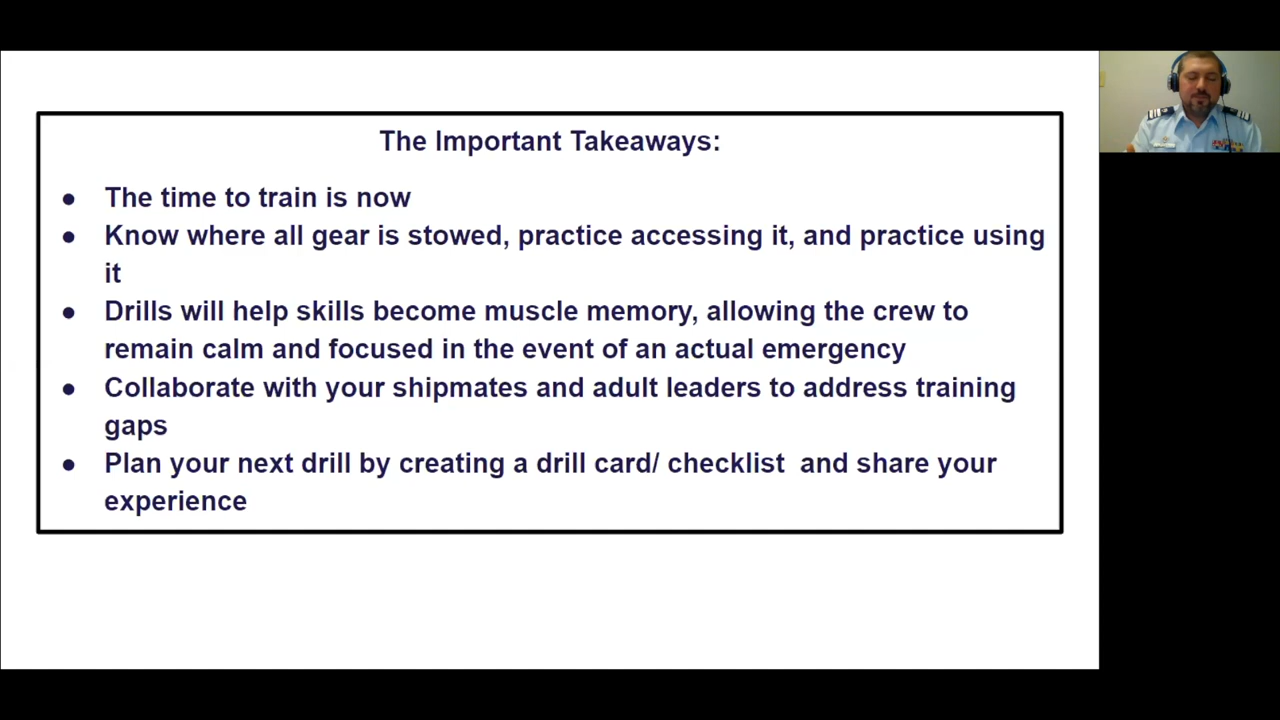 The Important Takeaways:
● The time to train is now
● Know where all gear is stowed, practice accessing it, and practice using
it
● Drills will help skills become muscle memory, allowing the crew to
remain calm and focused in the event of an actual emergency
● Collaborate with your shipmates and adult leaders to address training
gaps
● Plan your next drill by creating a drill card/ checklist  and share your
experience